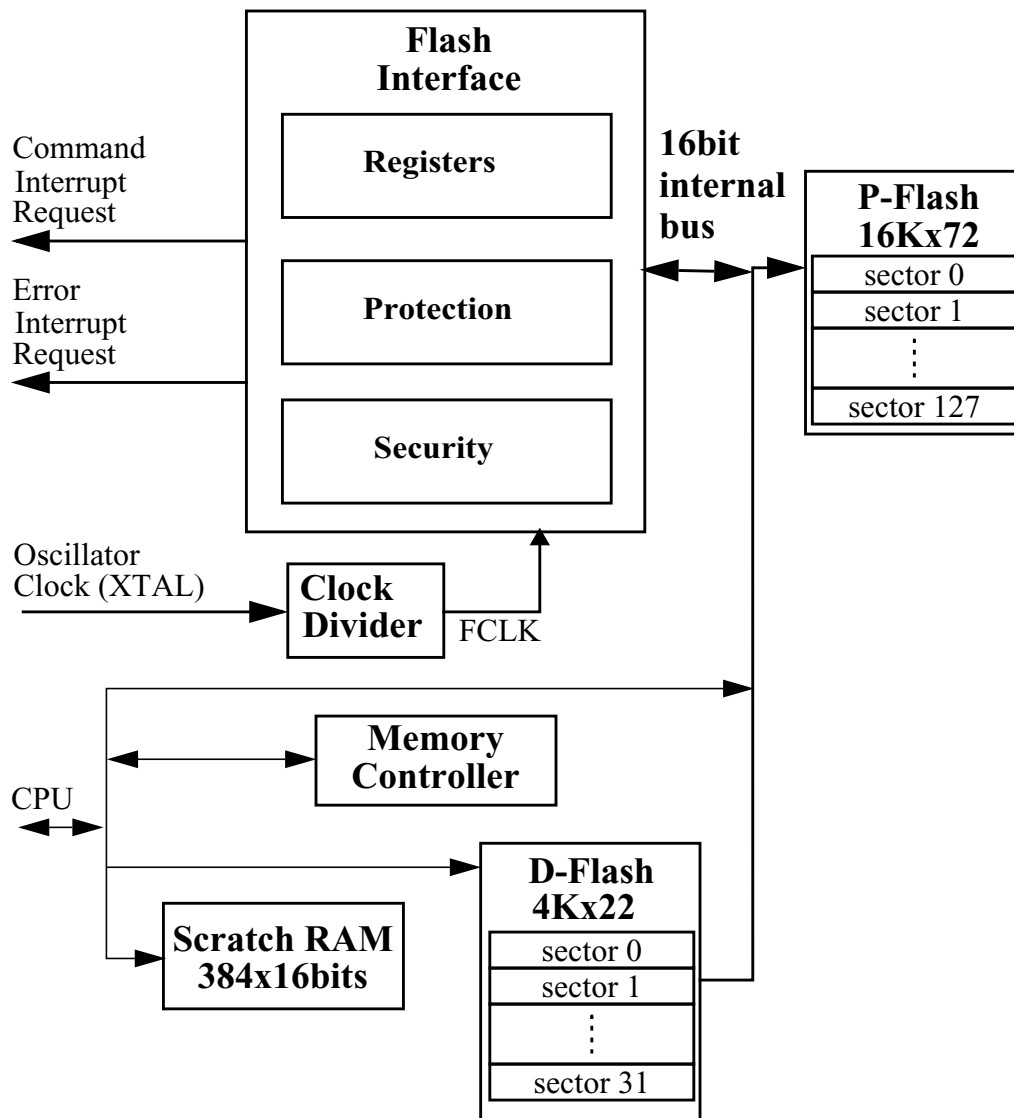 Flash
Interface
Registers
Protection
Security
Command
Interrupt
Request
Error
Interrupt
Request
16bit
internal
bus
P-Flash
16Kx72
sector 0
sector 1
sector 127
Oscillator
Clock (XTAL)
Clock
Divider
FCLK
Memory
Controller
CPU
Scratch RAM
384x16bits
D-Flash
4Kx22
sector 0
sector 1
sector 31